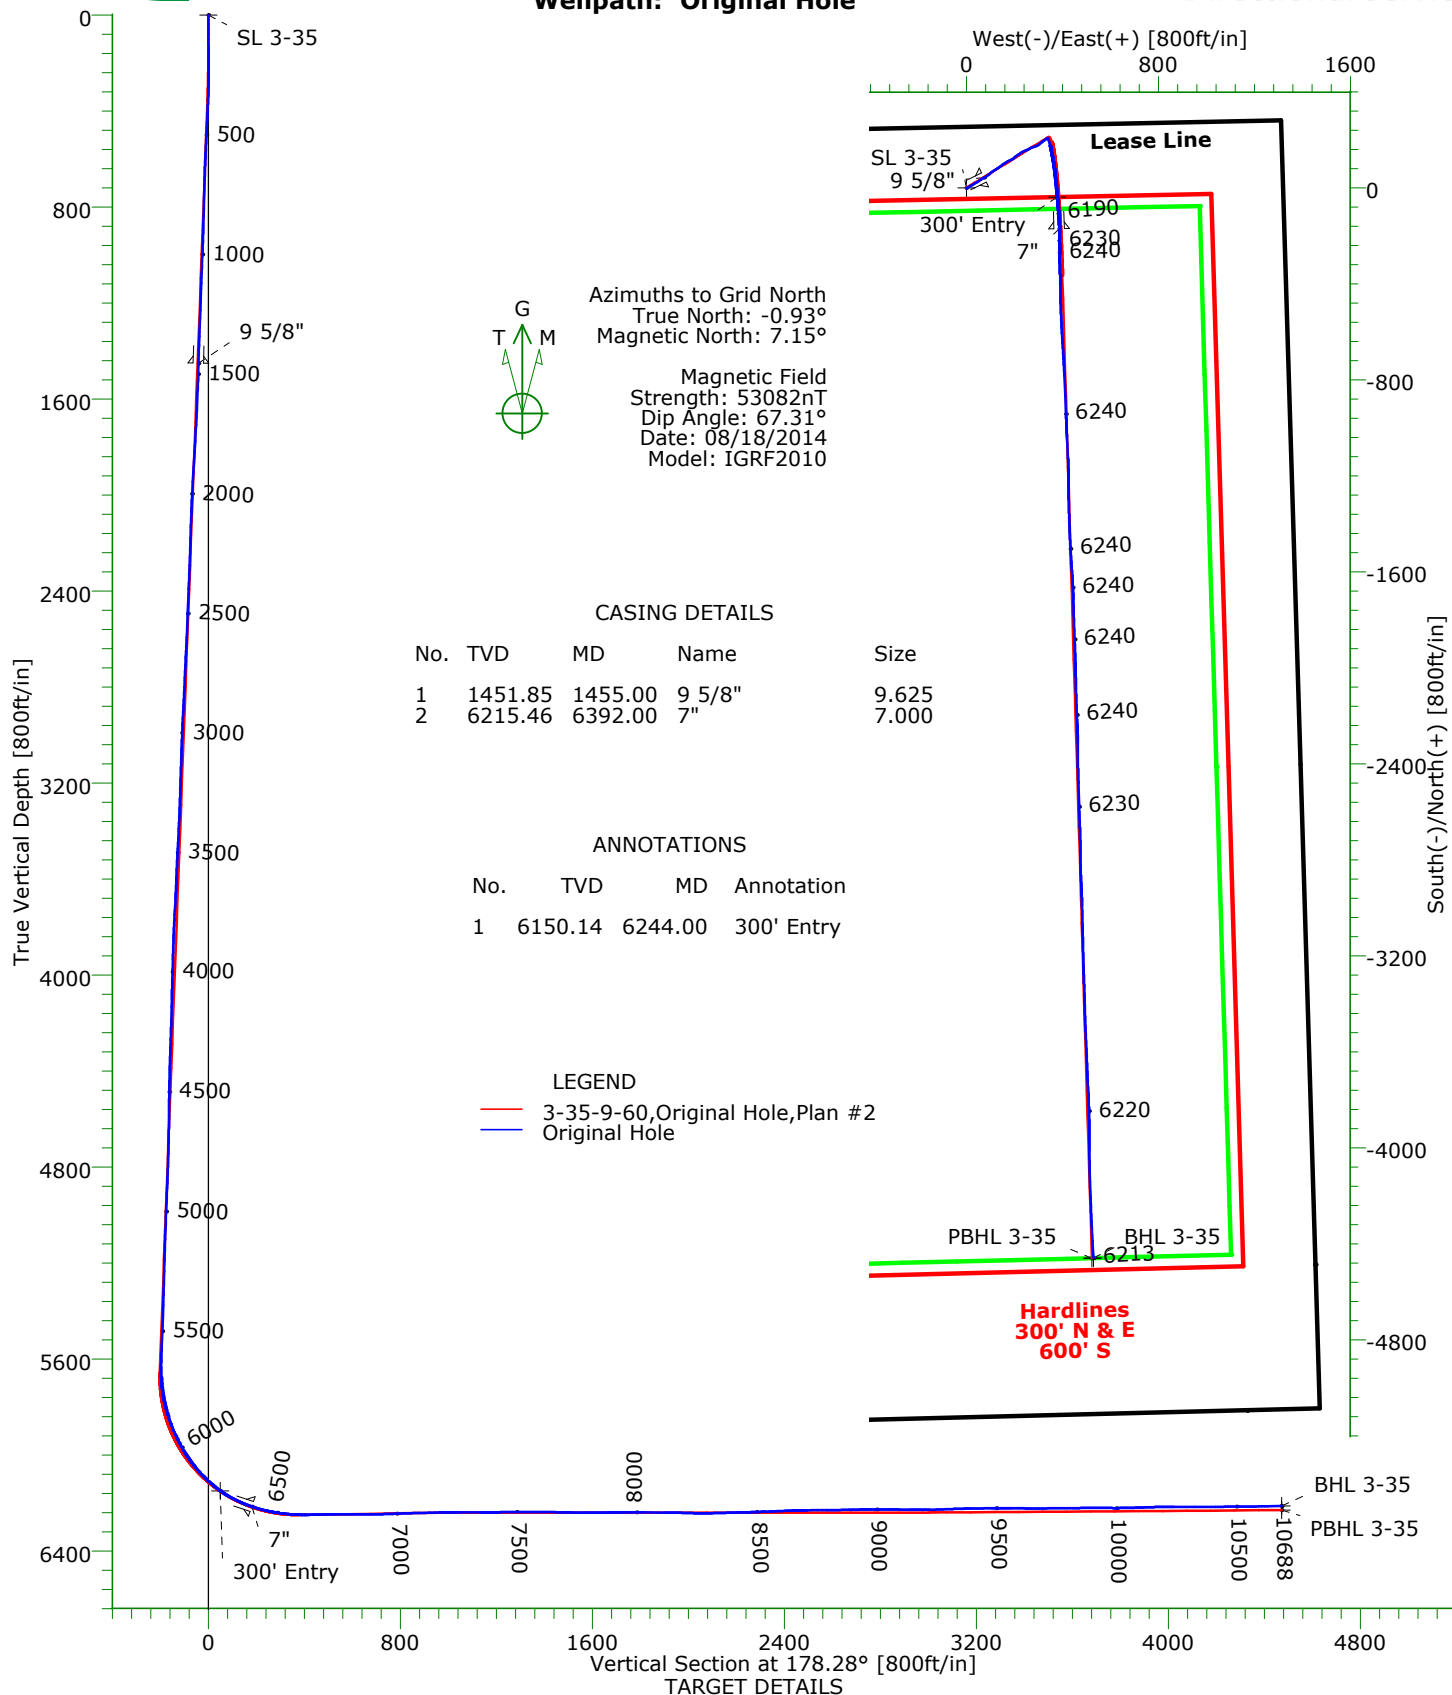 Wellpath: Original Hole
West(-)/East(+) [800ft/in]
0 800 1600
0
800
1600
2400
3200
4000
4800
5600
6400
True Vertical Depth [800ft/in]
SL 3-35
500
1000
9 5/8"
1500
2000
2500
3000
3500
4000
4500
5000
5500
6000
6500
7"
300' Entry
7000
7500
8000
8500
9000
9500
10000
10500
10688
BHL 3-35
PBHL 3-35
0 800 1600 2400 3200 4000 4800
Vertical Section at 178.28° [800ft/in]
TARGET DETAILS
G
T M
Azimuths to Grid North
True North: -0.93°
Magnetic North: 7.15°
Magnetic Field
Strength: 53082nT
Dip Angle: 67.31°
Date: 08/18/2014
Model: IGRF2010
CASING DETAILS
No. TVD MD Name Size
1 1451.85 1455.00 9 5/8" 9.625
2 6215.46 6392.00 7" 7.000
ANNOTATIONS
No. TVD MD Annotation
1 6150.14 6244.00 300' Entry
LEGEND
3-35-9-60,Original Hole,Plan #2
Original Hole
Lease Line
SL 3-35
9 5/8"
6190
300' Entry
6230
7"
6240
6240
6240
6240
6240
6240
6230
6220
PBHL 3-35
BHL 3-35
6213
Hardlines
300' N & E
600' S
0
-800
-1600
-2400
-3200
-4000
-4800
South(-)/North(+) [800ft/in]